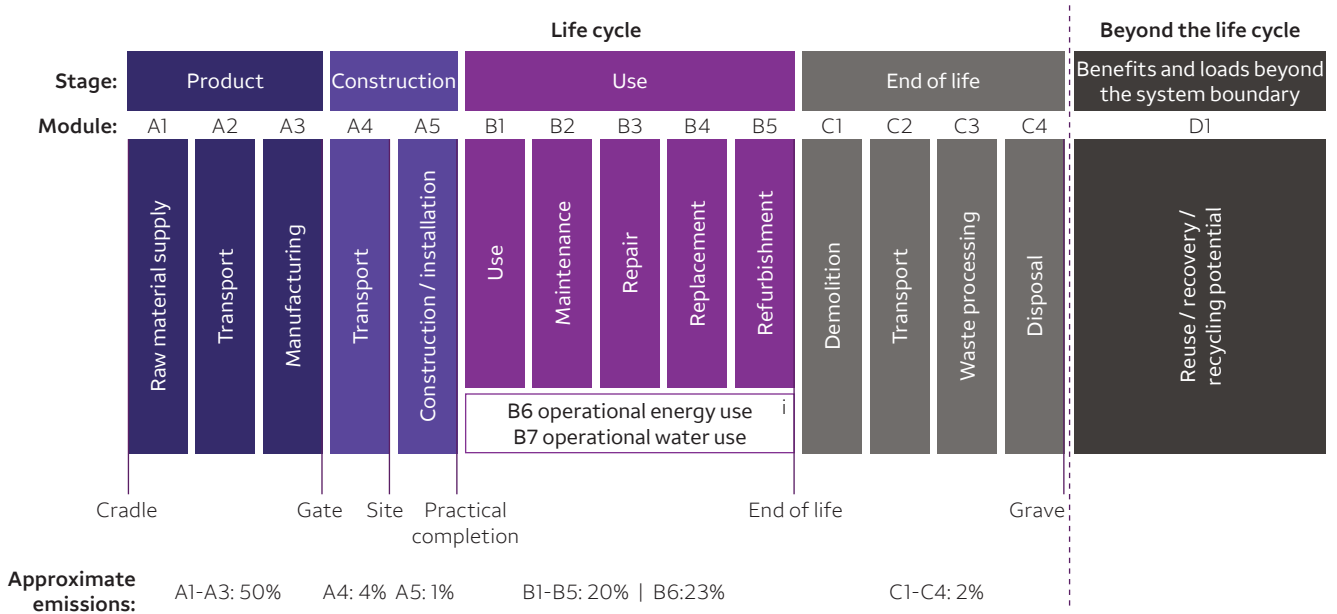 Life cycle
Beyond the life cycle
Stage:
Product
Construction
Use
End of life
Benefits and loads beyond
the system boundary
Module:
A1
A2
A3
A4
A5
B1
B2
B3
B4
B5
C1
C2
C3
C4
D1
Raw material supply
Transport
Manufacturing
Transport
Construction / installation
Use
Maintenance
Repair
Replacement
Refurbishment
Demolition
Transport
Waste processing
Disposal
Reuse / recovery /
recycling potential
B6 operational energy use i
B7 operational water use
Cradle
Gate
Site
Practical
completion
End of life
Grave
Approximate
emissions:
A1-A3: 50%
A4: 4%
A5: 1%
B1-B5: 20% | B6:23%
C1-C4: 2%